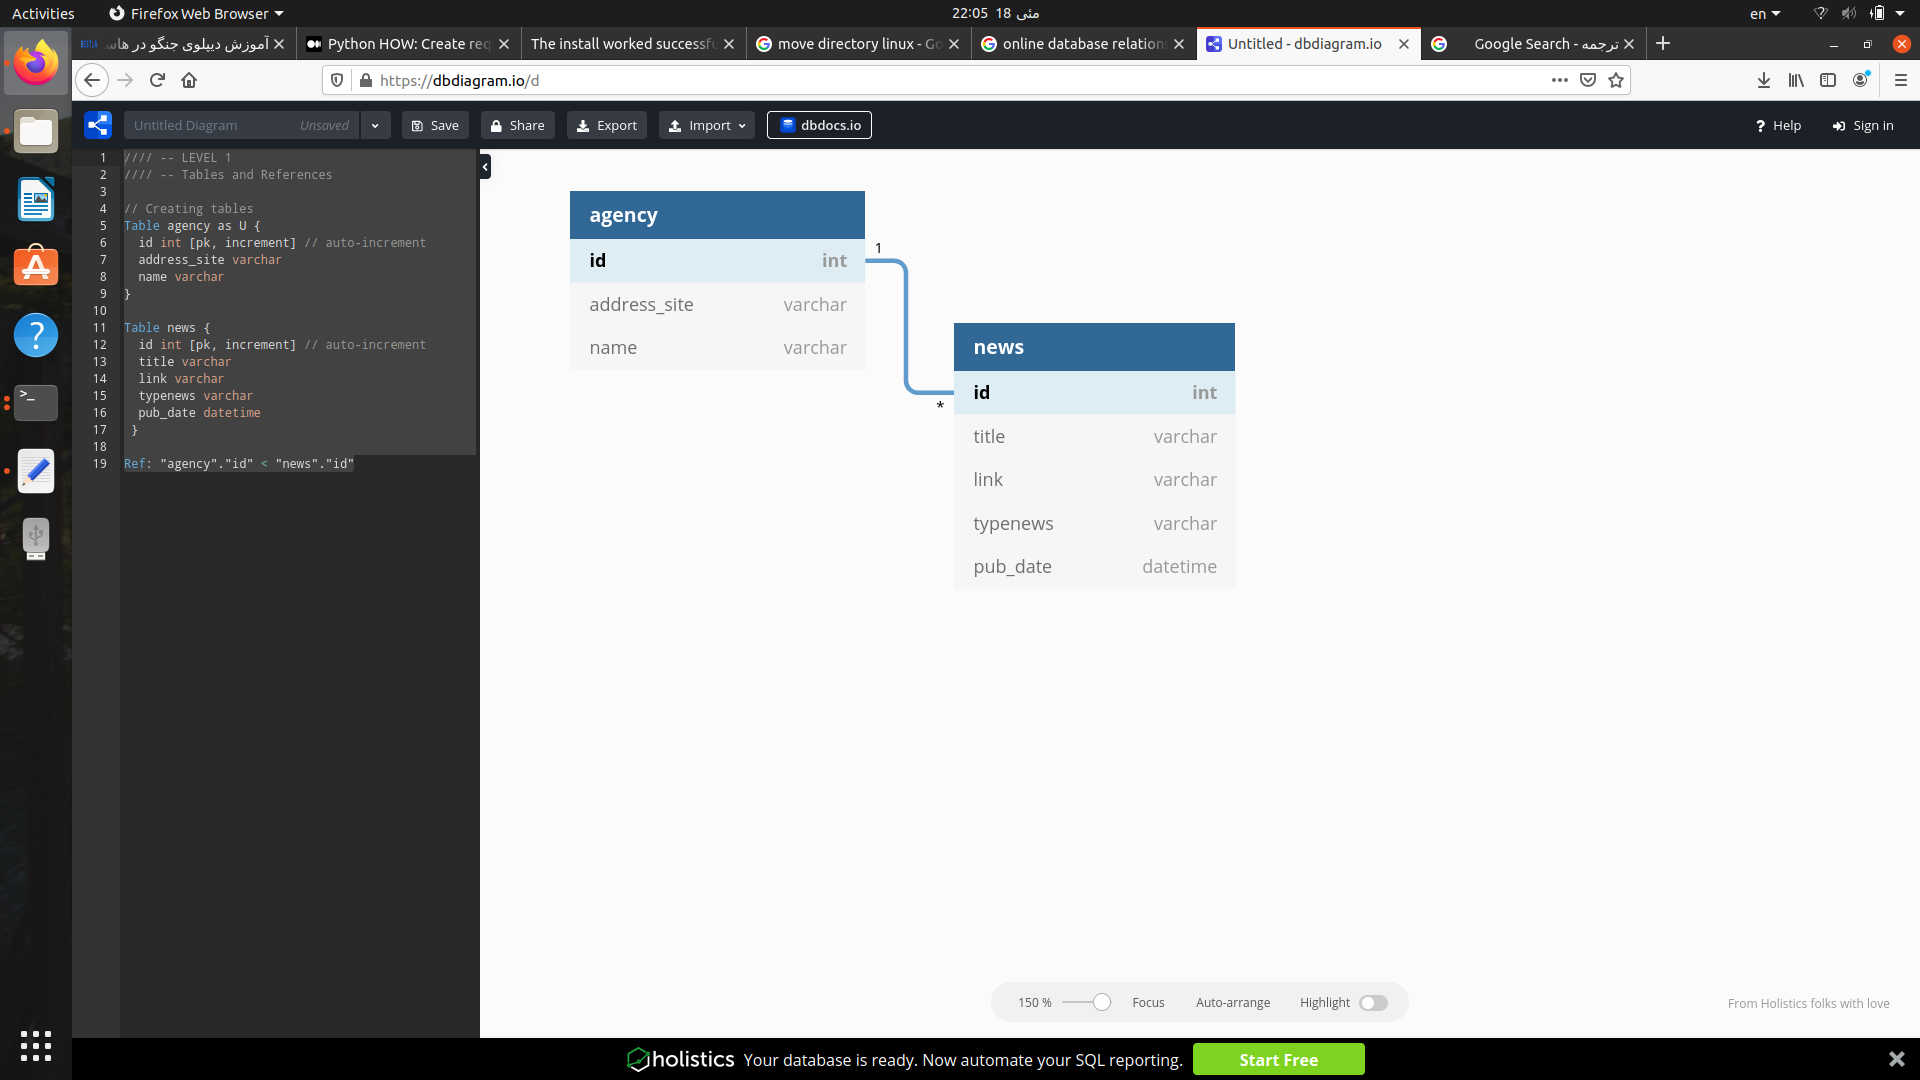 Activities
Firefox Web Browser
22:05 18 مئی
en
آموزش دیپلوی جنگو در هاس
Python HOW: Create req
The install worked successfu
move directory linux - Go
online database relation
Untitled - dbdiagram.io
ترجمه - Google Search
https://dbdiagram.io/d
Untitled Diagram
Unsaved
Save
Share
Export
Import
dbdocs.io
Help
Sign in
1 //// -- LEVEL 1
2 //// -- Tables and References
3
4 // Creating tables
5 Table agency as U {
6 id int [pk, increment] // auto-increment
7 address_site varchar
8 name varchar
9 }
10
11 Table news {
12 id int [pk, increment] // auto-increment
13 title varchar
14 link varchar
15 typenews varchar
16 pub_date datetime
17 }
18
19 Ref: "agency"."id" < "news"."id"
agency
id int
address_site varchar
name varchar
1
*
news
id int
title varchar
link varchar
typenews varchar
pub_date datetime
150 %
Focus
Auto-arrange
Highlight
From Holistics folks with love
holistics Your database is ready. Now automate your SQL reporting. Start Free